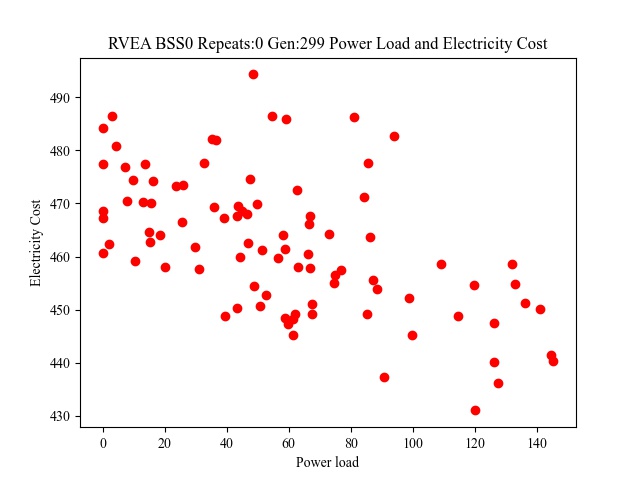 RVEA BSS0 Repeats:0 Gen:299 Power Load and Electricity Cost
Electricity Cost
490
480
470
460
450
440
430
0 20 40 60 80 100 120 140
Power load